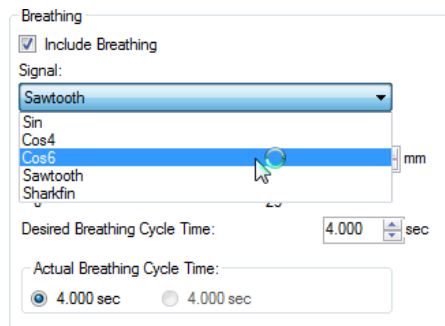 Breathing
Include Breathing
Signal:
Sawtooth
Sin
Cos4
Cos6
mm
Sawtooth
Sharkfin
Desired Breathing Cycle Time: 4.000 sec
Actual Breathing Cycle Time:
4.000 sec 4.000 sec